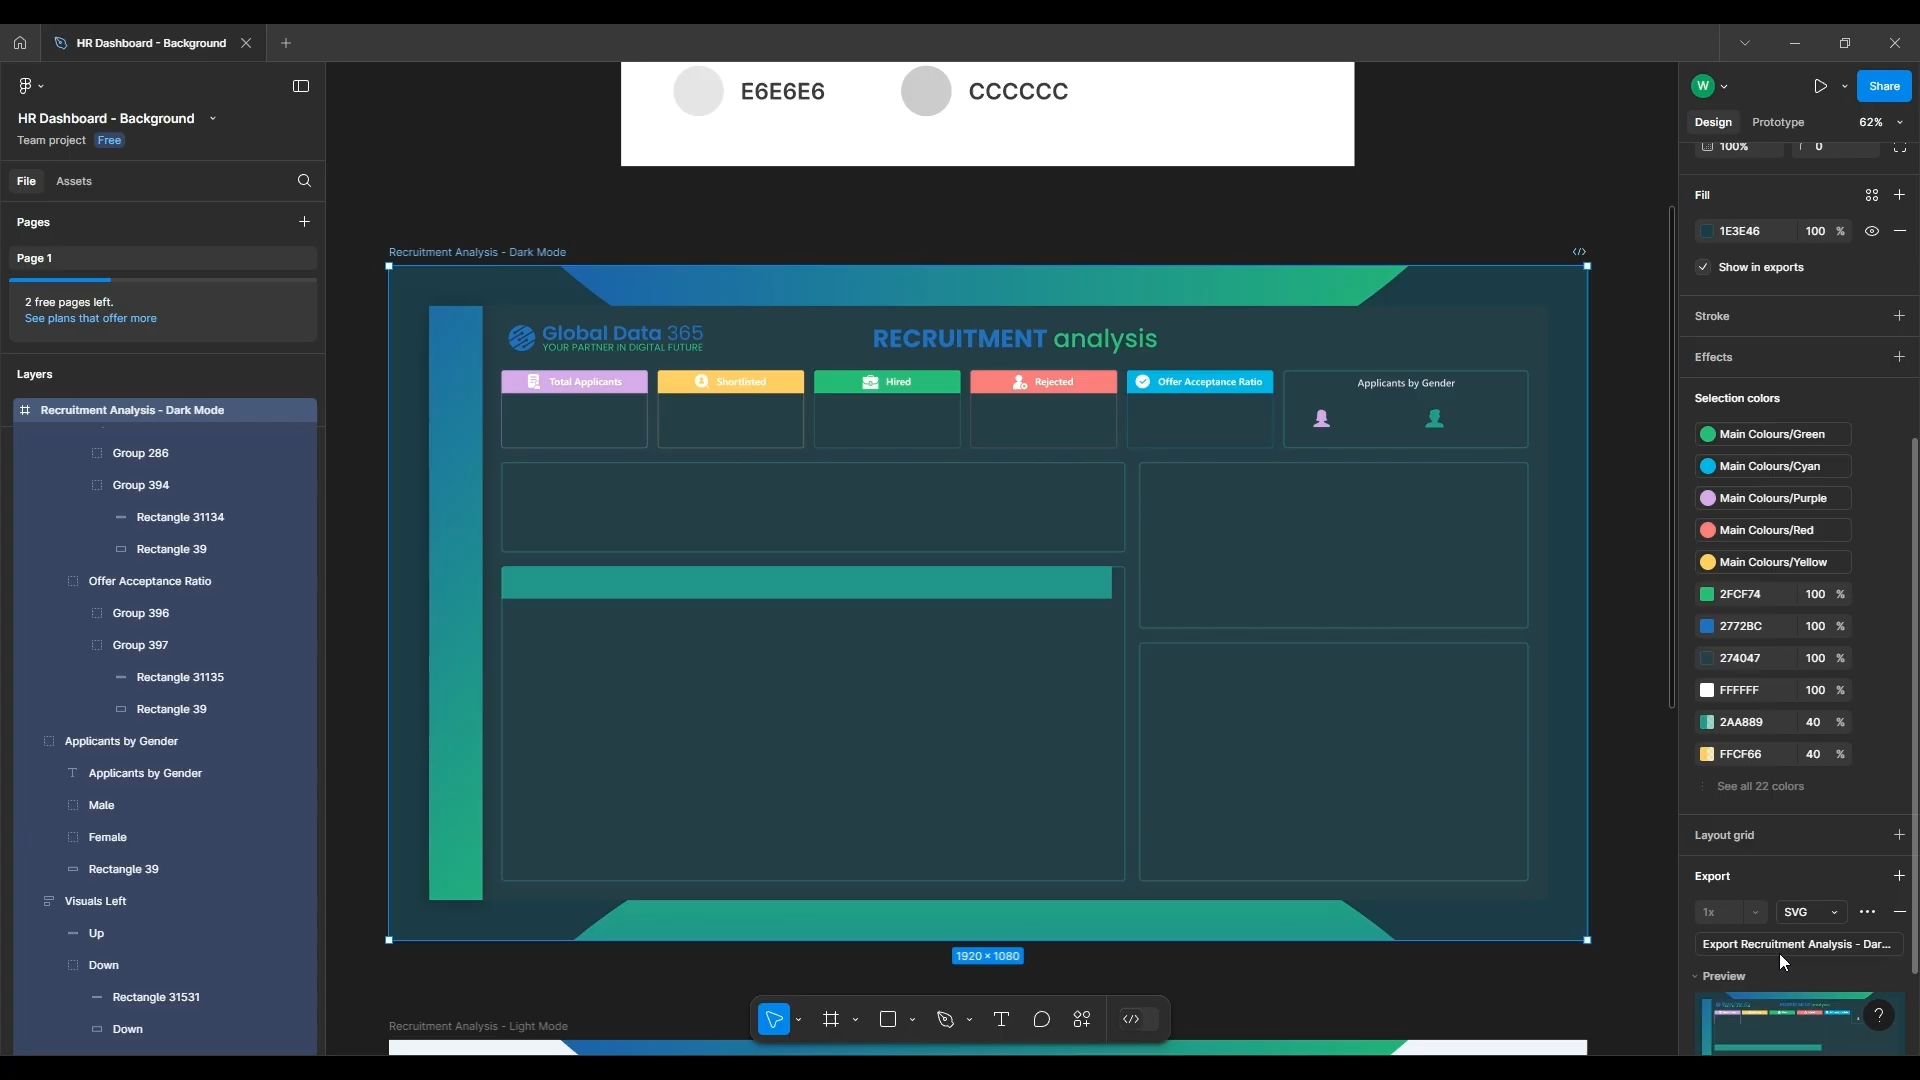 HR Dashboard - Background
HR Dashboard - Background
Team project Free
File Assets
Pages
Page 1
2 free pages left.
See plans that offer more
Layers
Recruitment Analysis - Dark Mode
Group 286
Group 394
Rectangle 31134
Rectangle 39
Offer Acceptance Ratio
Group 396
Group 397
Rectangle 31135
Rectangle 39
Applicants by Gender
Applicants by Gender
Male
Female
Rectangle 39
Visuals Left
Up
Down
Rectangle 31531
Down
E6E6E6 CCCCCC
Recruitment Analysis - Dark Mode
Global Data 365
YOUR PARTNER IN DIGITAL FUTURE
RECRUITMENT analysis
Total Applicants Shortlisted Hired Rejected Offer Acceptance Ratio Applicants by Gender
1920 × 1080
Recruitment Analysis - Light Mode
W Share
Design Prototype 62%
100% 0
Fill
1E3E46 100 %
Show in exports
Stroke
Effects
Selection colors
Main Colours/Green
Main Colours/Cyan
Main Colours/Purple
Main Colours/Red
Main Colours/Yellow
2FCF74 100 %
2772BC 100 %
274047 100 %
FFFFFF 100 %
2AA889 40 %
FFCF66 40 %
See all 22 colors
Layout grid
Export
1x SVG
Export Recruitment Analysis - Dar...
Preview
?